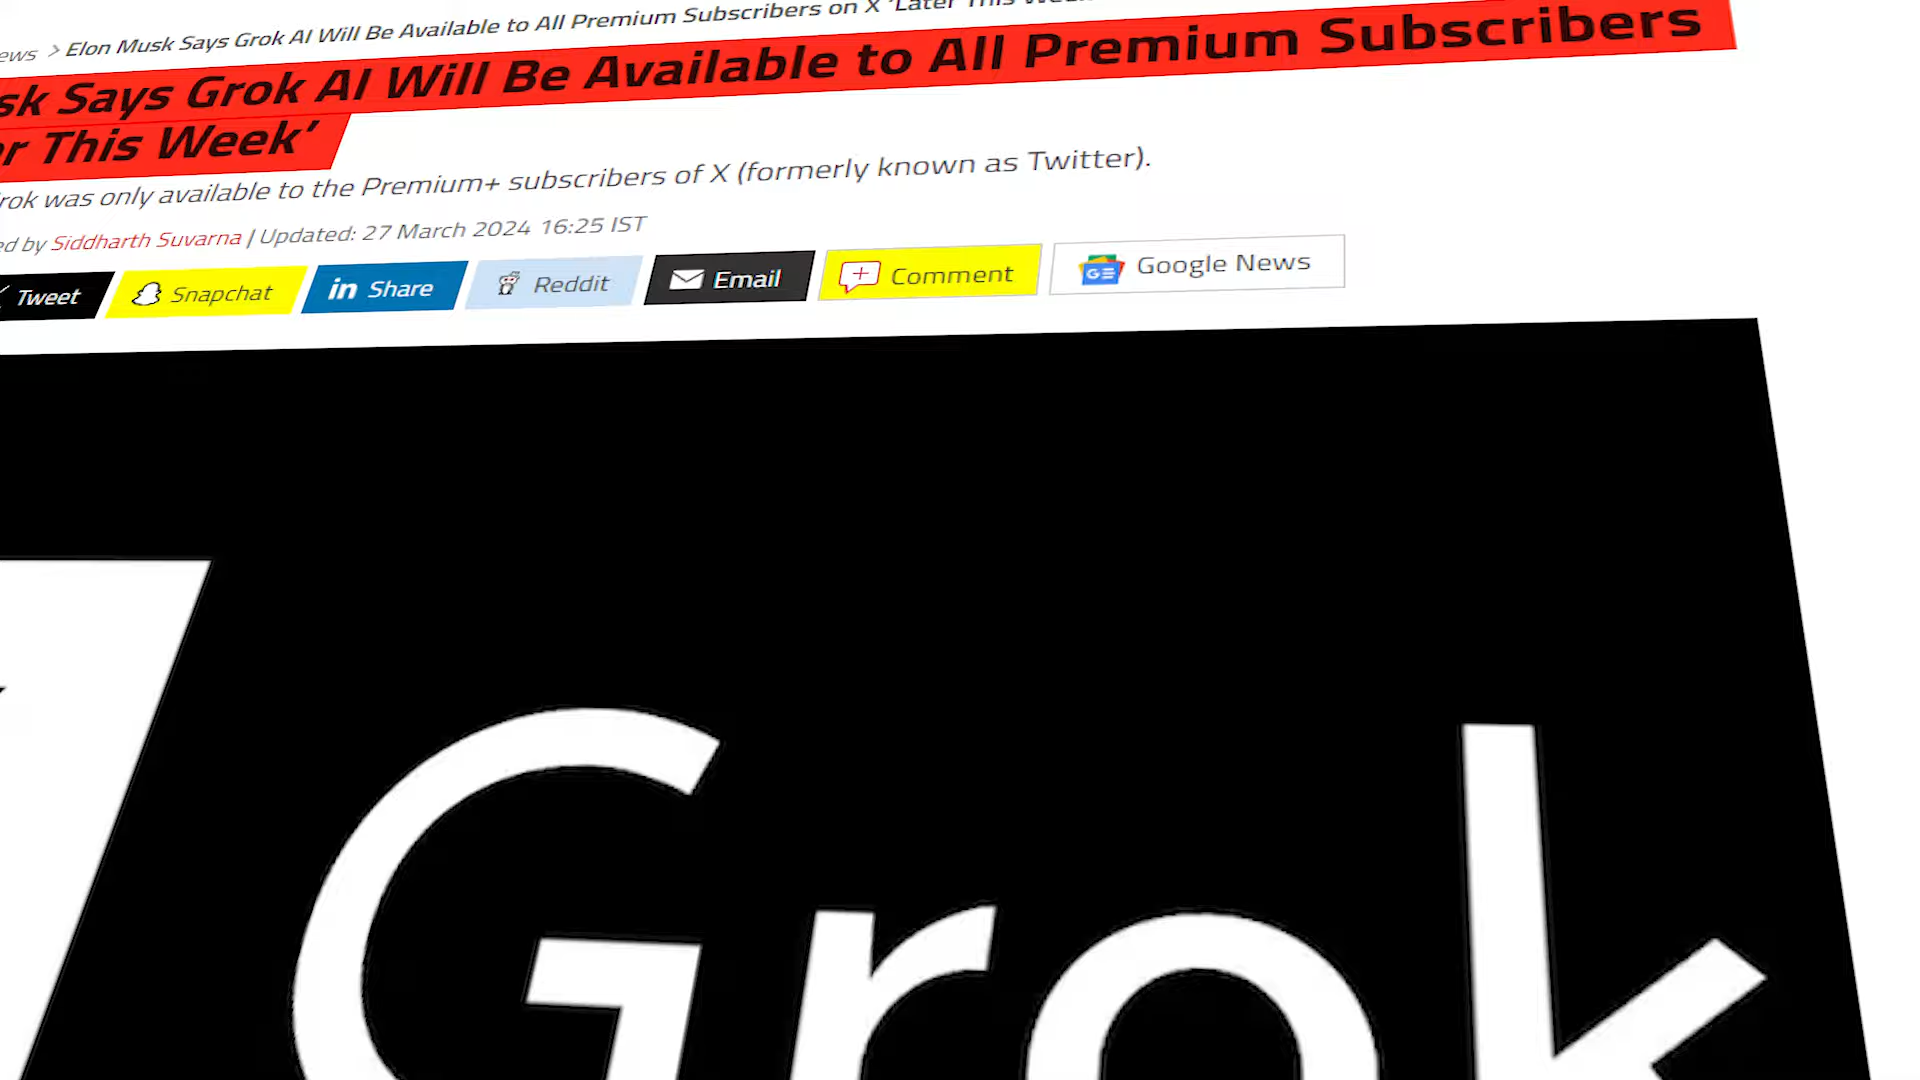 > Elon Musk Says Grok AI Will Be Available to All Premium Subscribers on X 'Later This
Says Grok AI Will Be Available to All Premium Subscribers
This Week’
was only available to the Premium+ subscribers of X (formerly known as Twitter).
by Siddharth Suvarna | Updated: 27 March 2024 16:25 IST
Tweet
Snapchat
in Share
Reddit
Email
Comment
Google News
Grok